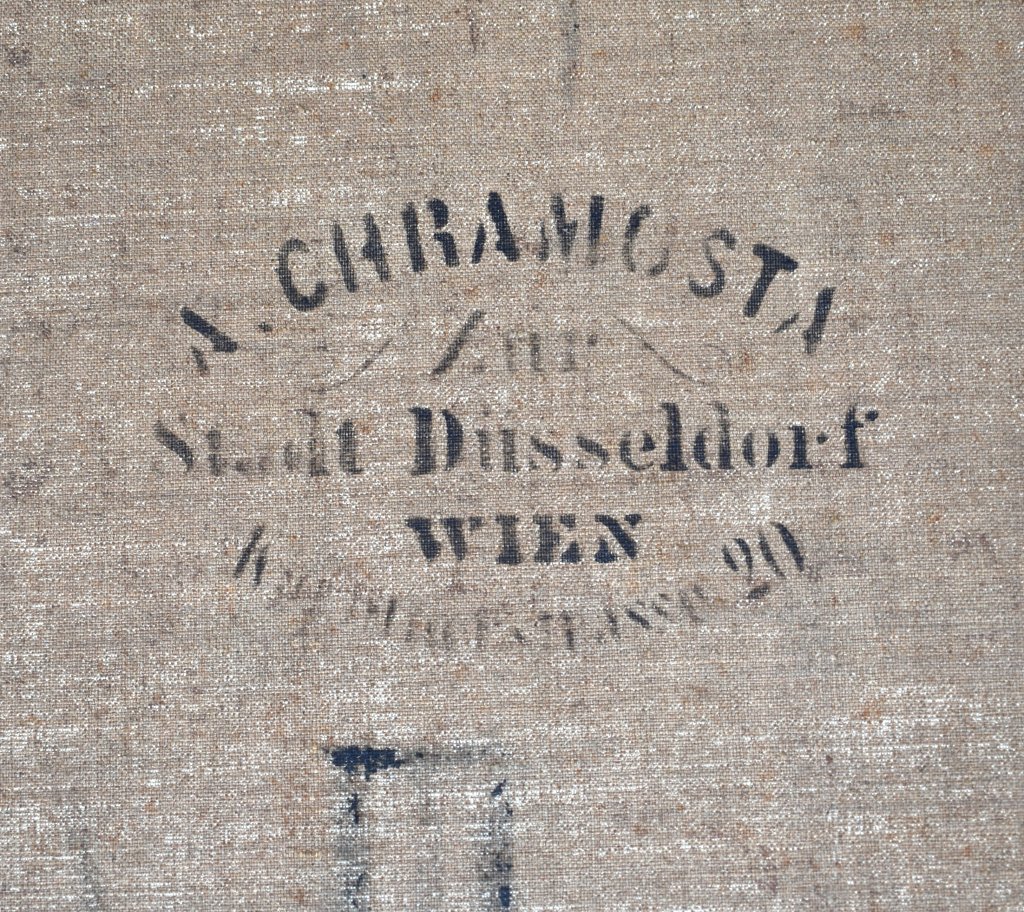 A. CHRAMOSTA
Zur
Stadt Düsseldorf
WIEN
20